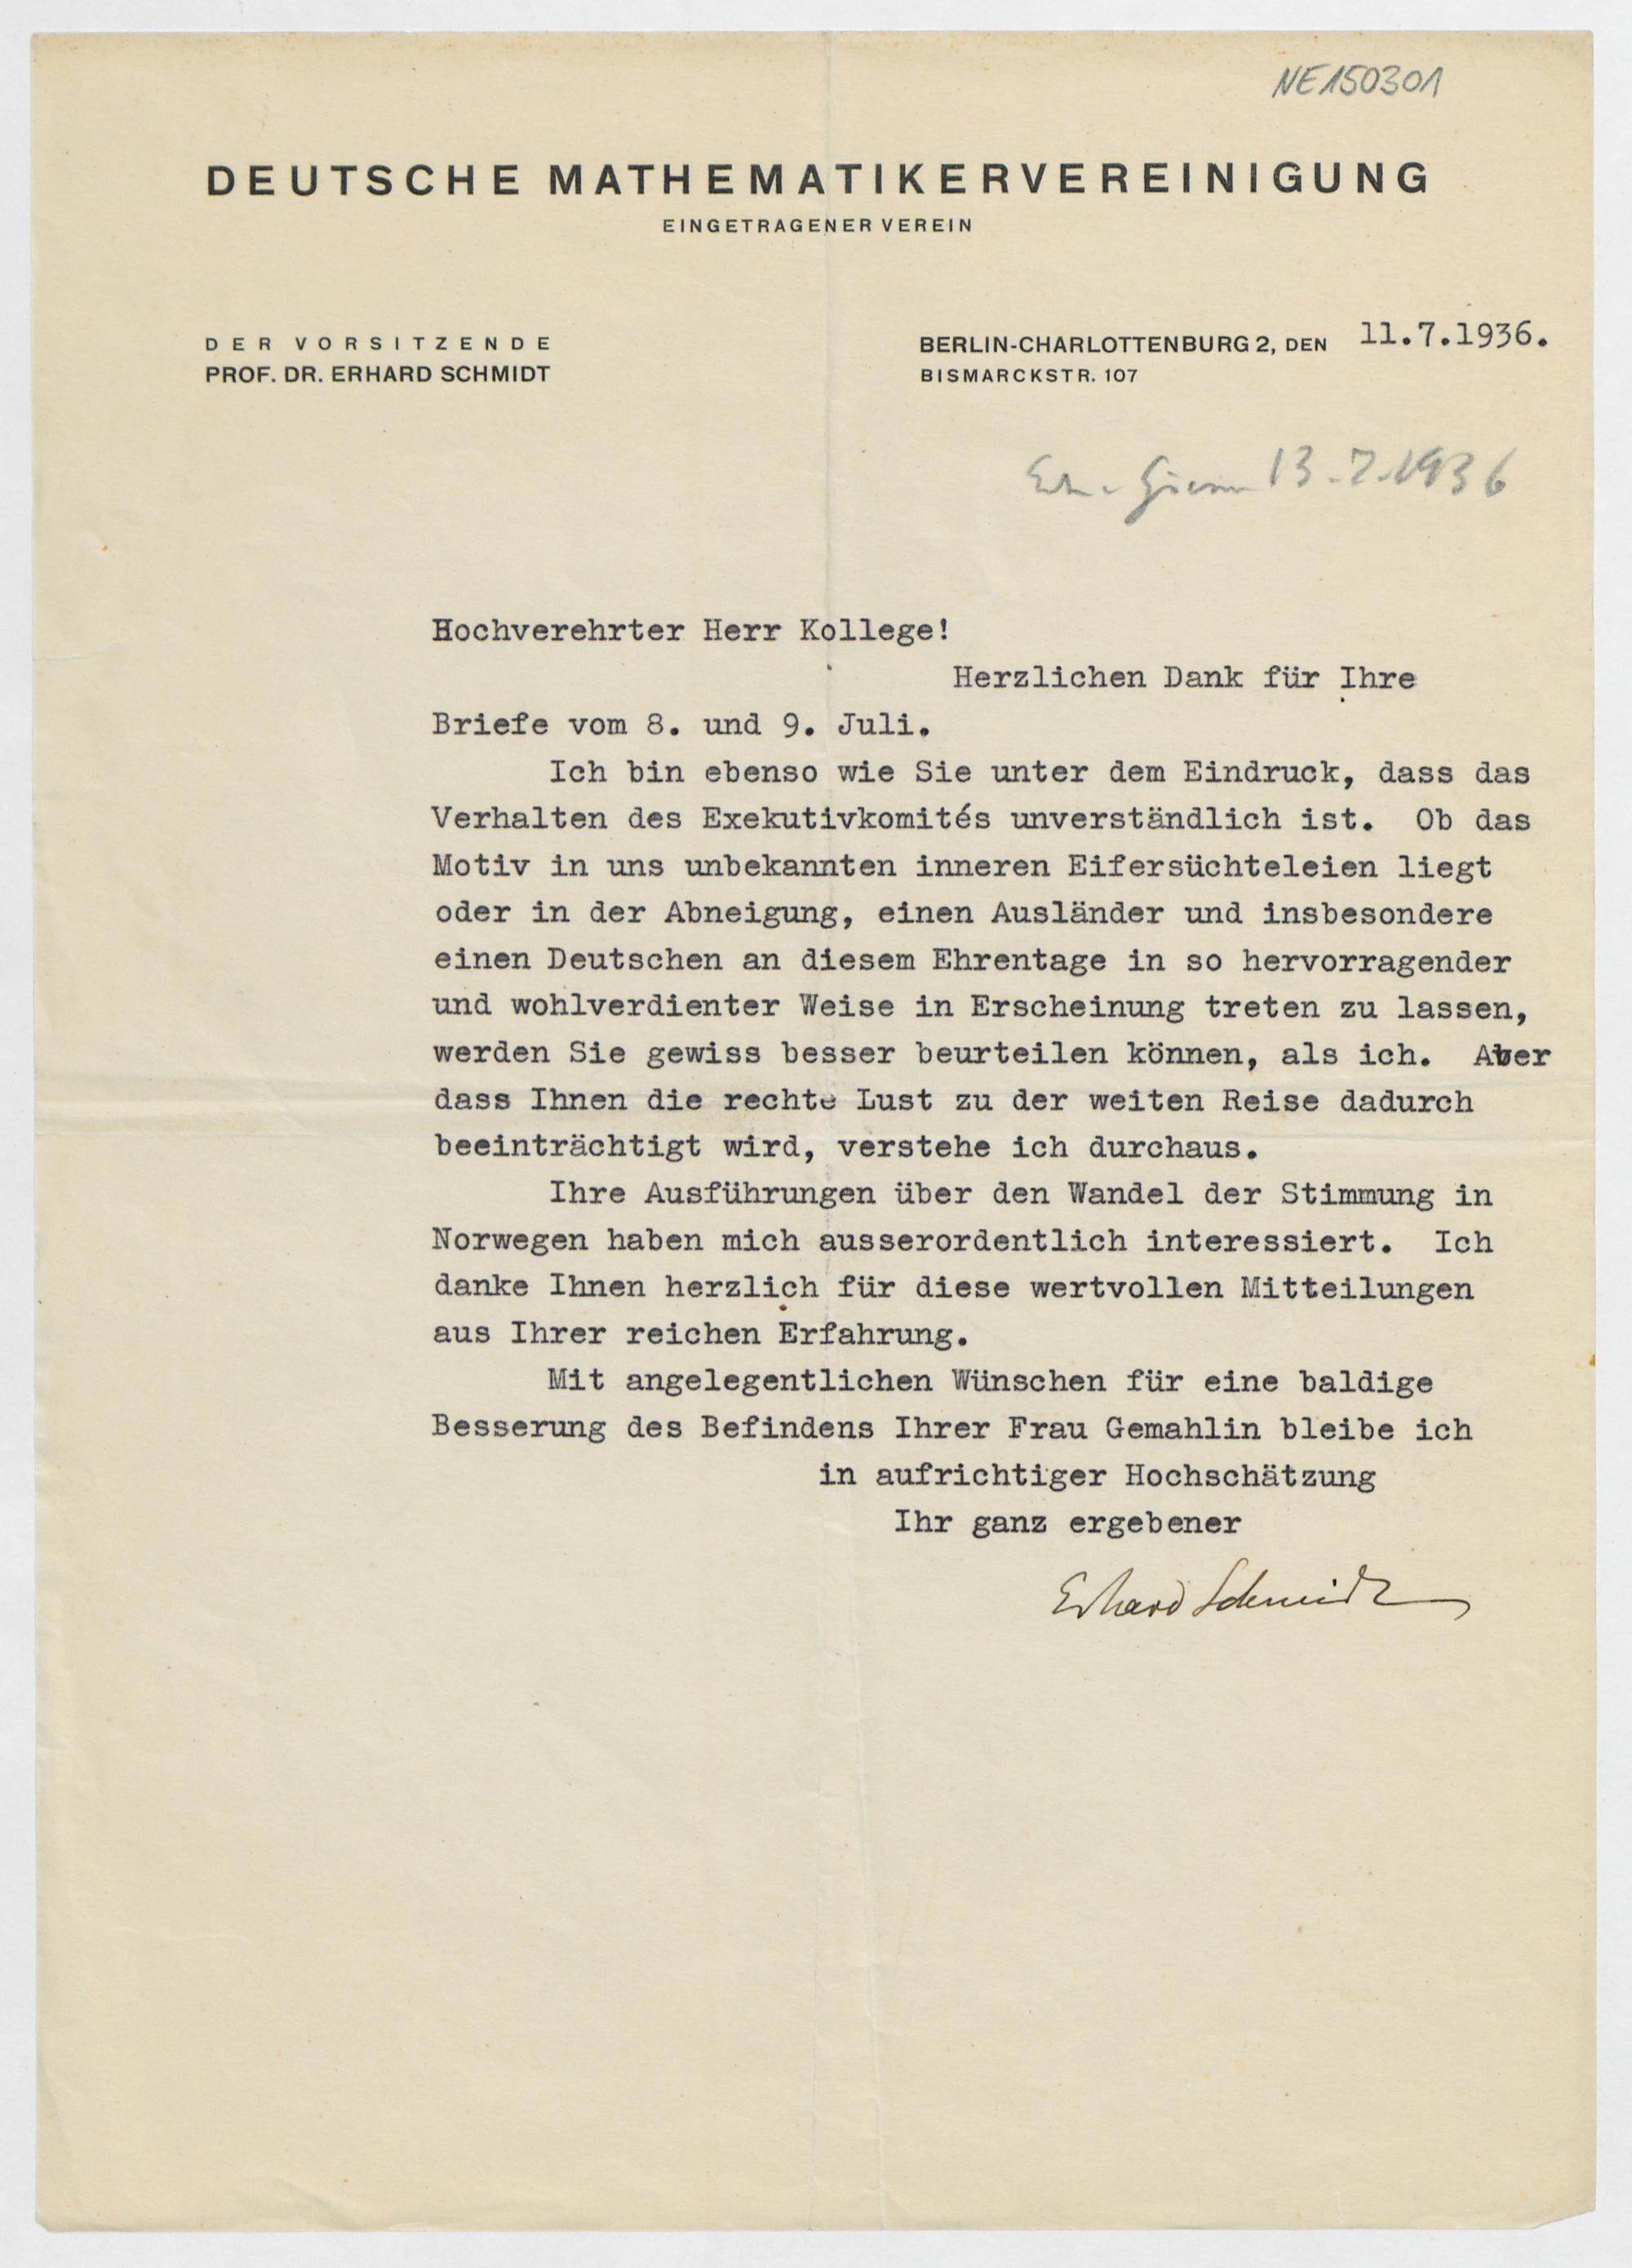 NE150301
DEUTSCHE MATHEMATIKERVEREINIGUNG
EINGETRAGENER VEREIN
DER VORSITZENDE
PROF. DR. ERHARD SCHMIDT
BERLIN-CHARLOTTENBURG 2, DEN 11.7.1936.
BISMARCKSTR. 107
13.7.1936
Hochverehrter Herr Kollege!
Herzlichen Dank für Ihre
Briefe vom 8. und 9. Juli.
Ich bin ebenso wie Sie unter dem Eindruck, dass das
Verhalten des Exekutivkomités unverständlich ist. Ob das
Motiv in uns unbekannten inneren Eifersüchteleien liegt
oder in der Abneigung, einen Ausländer und insbesondere
einen Deutschen an diesem Ehrentage in so hervorragender
und wohlverdienter Weise in Erscheinung treten zu lassen,
werden Sie gewiss besser beurteilen können, als ich. Aber
dass Ihnen die rechte Lust zu der weiten Reise dadurch
beeinträchtigt wird, verstehe ich durchaus.
Ihre Ausführungen über den Wandel der Stimmung in
Norwegen haben mich ausserordentlich interessiert. Ich
danke Ihnen herzlich für diese wertvollen Mitteilungen
aus Ihrer reichen Erfahrung.
Mit angelegentlichen Wünschen für eine baldige
Besserung des Befindens Ihrer Frau Gemahlin bleibe ich
in aufrichtiger Hochschätzung
Ihr ganz ergebener
Erhard Schmidt